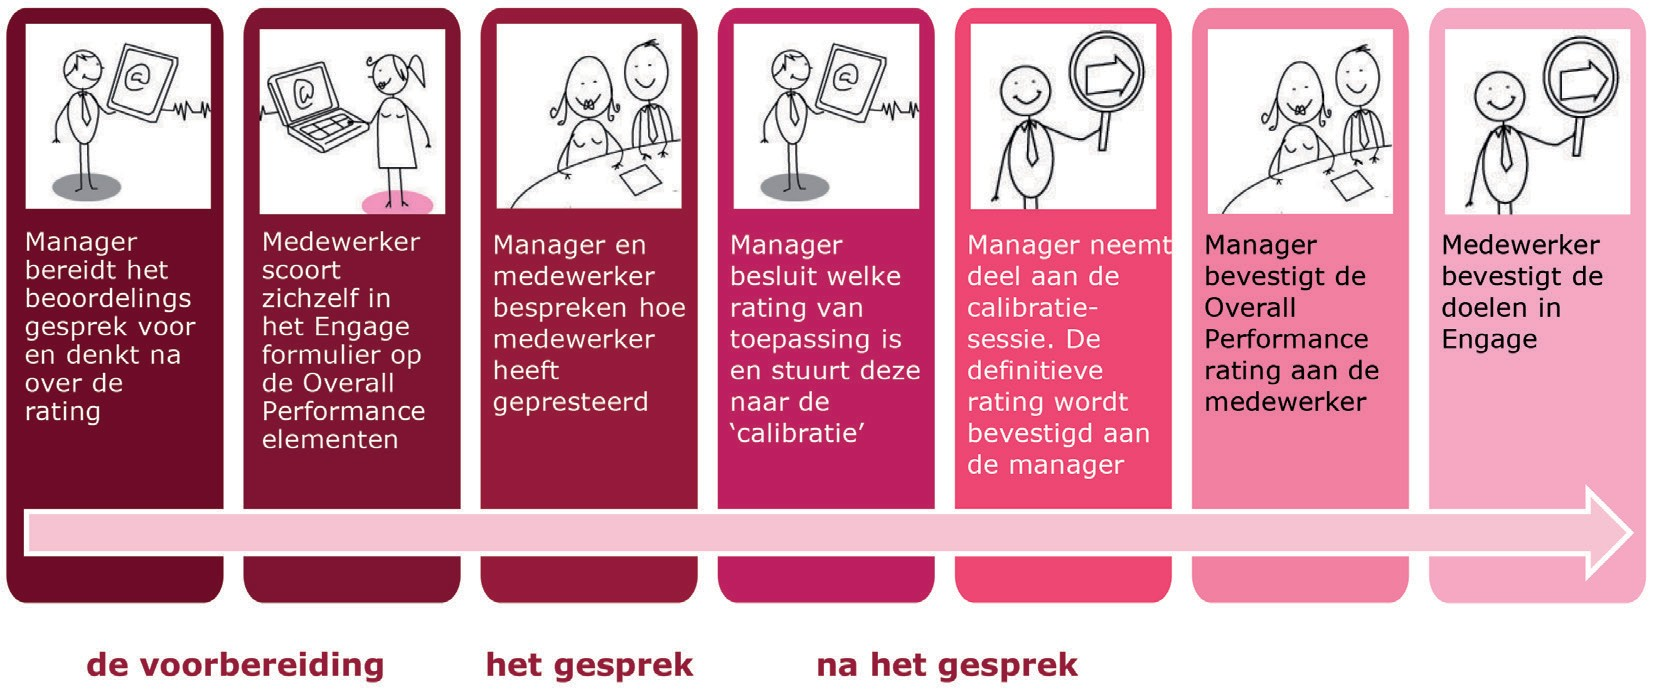 Manager
bereidt het
beoordelings
gesprek voor
en denkt na
over de
rating
Medewerker
scoort
zichzelf in
het Engage
formulier op
de Overall
Performance
elementen
Manager en
medewerker
bespreken hoe
medewerker
heeft
gepresteerd
Manager
besluit welke
rating van
toepassing is
en stuurt deze
naar de
‘calibratie’
Manager neemt
deel aan de
calibratie-
sessie. De
definitieve
rating wordt
bevestigd aan
de manager
Manager
bevestigt de
Overall
Performance
rating aan de
medewerker
Medewerker
bevestigt de
doelen in
Engage
de voorbereiding
het gesprek
na het gesprek